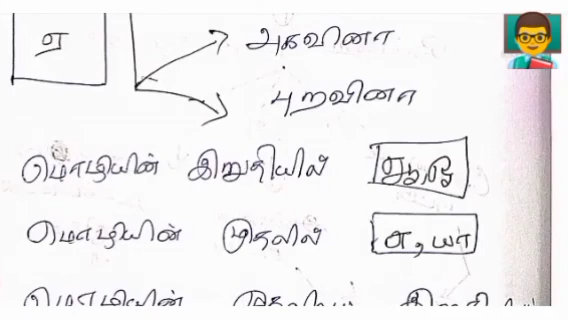 ஏ
அகவினா
புறவினா
மொழியின் இறுதியில் ஆ, ஓ
மொழியின் முதலில் எ, யா
மொழியின்